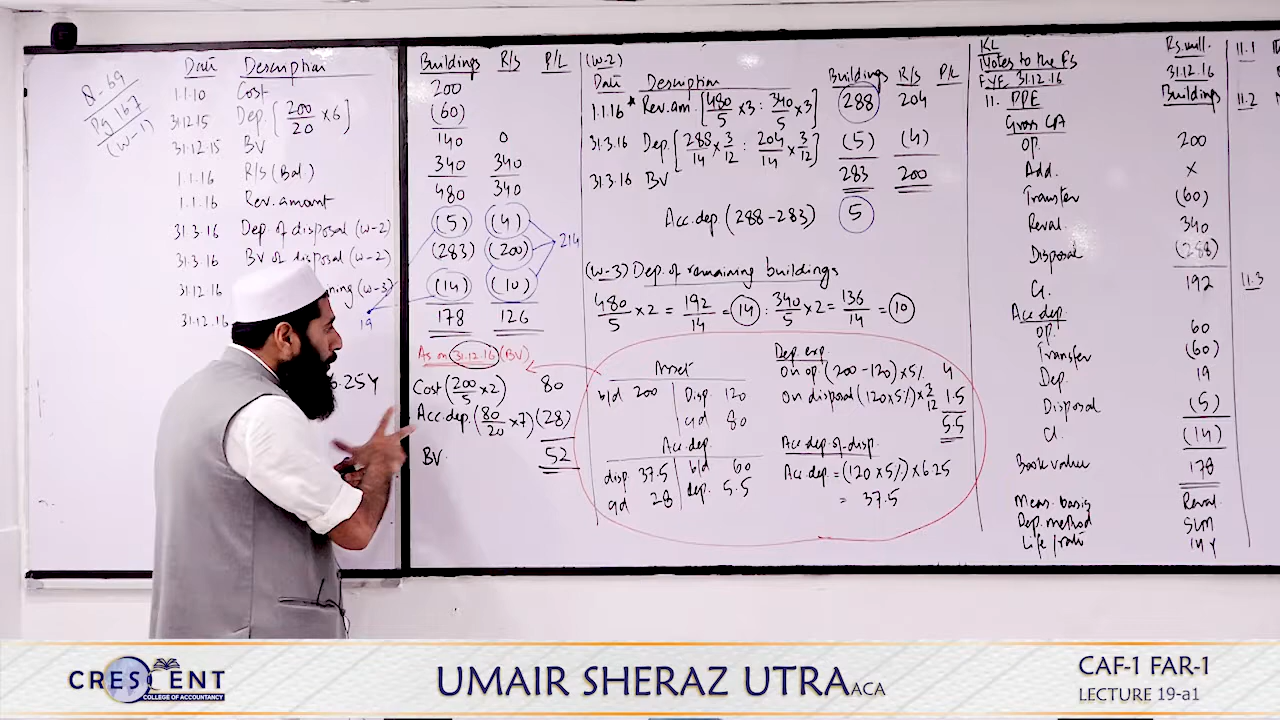 8-69
Pg 167
(W-1)
Date Description Buildings R/S P/L
1.1.10 Cost 200
31.12.15 Dep. [200/20 x 6] (60)
31.12.15 BV 140 0
1.1.16 R/S (Bal.) 340 340
1.1.16 Rev. amount 480 340
31.3.16 Dep of disposal (w-2) (5) (4)
31.3.16 BV of disposal (w-2) (283) (200)
31.12.16 (w-3) (14) (10)
31.12.16 178 126
214
19
6.25Y
As on 31.12.16 (BV)
Cost (200/5 x 2) 80
Acc. dep. (80/20 x 7) (28)
BV. 52
(W-2)
Date Description Buildings R/S P/L
1.1.16 * Rev. am. [480/5 x 3 : 340/5 x 3] 288 204
31.3.16 Dep. [288/14 x 3/12 : 204/14 x 3/12] (5) (4)
31.3.16 BV 283 200
Acc. dep (288-283) 5
(W-3) Dep. of remaining buildings
480/5 x 2 = 192/14 = 14 : 340/5 x 2 = 136/14 = 10
Asset
b/d 200 Disp 120
c/d 80
Acc. dep.
disp. 37.5 b/d 60
c/d 28 dep. 5.5
Dep. exp.
On op (200-120) x 5% 4
On disposal (120 x 5%) x 3/12 1.5
5.5
Acc. dep. of disp.
Acc. dep = (120 x 5%) x 6.25
= 37.5
KL Rs. mill.
Notes to the FS
FYE 31.12.16 31.12.16
11. PPE Buildings
Gross CA
Op. 200
Add. x
Transfer (60)
Reval. 340
Disposal (288)
Cl. 192
Acc dep.
Op. 60
Transfer (60)
Dep. 19
Disposal (5)
Cl. (14)
Book value 178
Meas. basis Reval.
Dep. method SLM
Life/rate 14Y
11.1
11.2
11.3
CRESCENT
COLLEGE OF ACCOUNTANCY
UMAIR SHERAZ UTRA ACA
CAF-1 FAR-1
LECTURE 19-a1